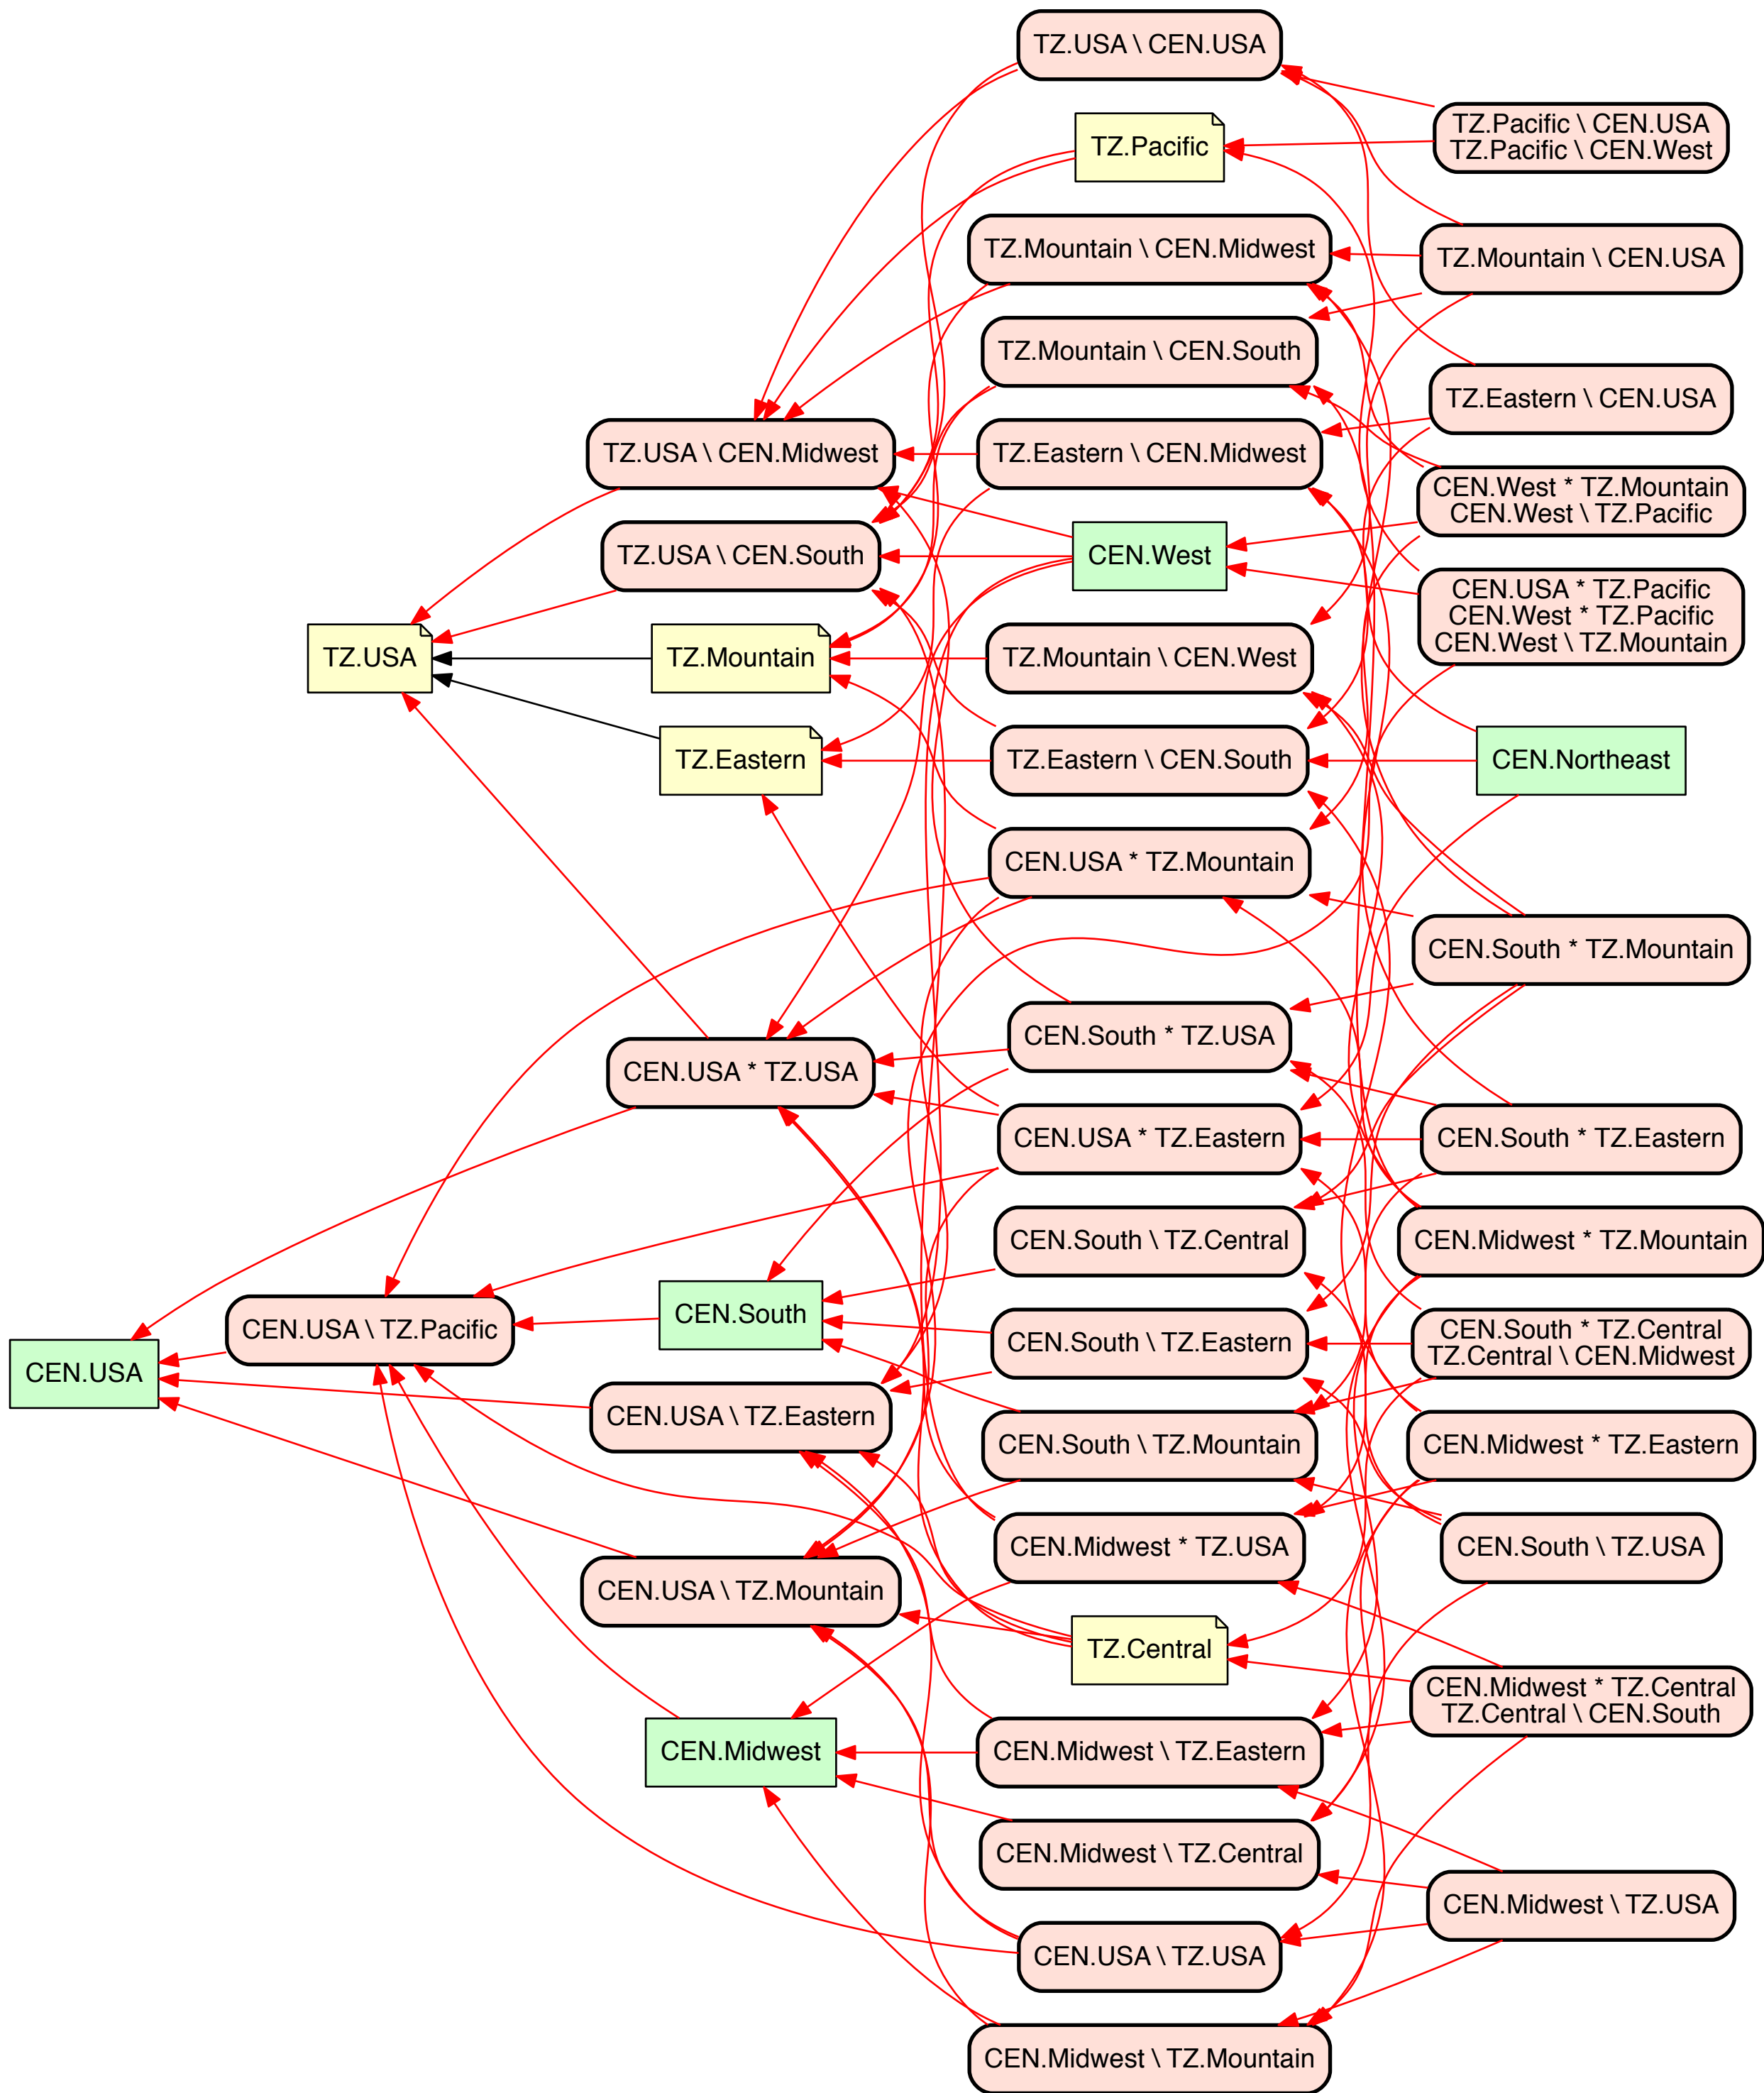 TZ.USA \ CEN.USA
TZ.Pacific \ CEN.USA
TZ.Pacific \ CEN.West
TZ.Pacific
TZ.Mountain \ CEN.Midwest
TZ.Mountain \ CEN.USA
TZ.Mountain \ CEN.South
TZ.Eastern \ CEN.USA
TZ.USA \ CEN.Midwest
TZ.Eastern \ CEN.Midwest
CEN.West * TZ.Mountain
CEN.West \ TZ.Pacific
TZ.USA \ CEN.South
CEN.West
CEN.USA * TZ.Pacific
CEN.West * TZ.Pacific
CEN.West \ TZ.Mountain
TZ.USA
TZ.Mountain
TZ.Mountain \ CEN.West
TZ.Eastern
TZ.Eastern \ CEN.South
CEN.Northeast
CEN.USA * TZ.Mountain
CEN.South * TZ.Mountain
CEN.South * TZ.USA
CEN.USA * TZ.USA
CEN.USA * TZ.Eastern
CEN.South * TZ.Eastern
CEN.South \ TZ.Central
CEN.Midwest * TZ.Mountain
CEN.South
CEN.USA \ TZ.Pacific
CEN.South \ TZ.Eastern
CEN.South * TZ.Central
TZ.Central \ CEN.Midwest
CEN.USA
CEN.USA \ TZ.Eastern
CEN.South \ TZ.Mountain
CEN.Midwest * TZ.Eastern
CEN.Midwest * TZ.USA
CEN.South \ TZ.USA
CEN.USA \ TZ.Mountain
TZ.Central
CEN.Midwest * TZ.Central
TZ.Central \ CEN.South
CEN.Midwest
CEN.Midwest \ TZ.Eastern
CEN.Midwest \ TZ.Central
CEN.Midwest \ TZ.USA
CEN.USA \ TZ.USA
CEN.Midwest \ TZ.Mountain